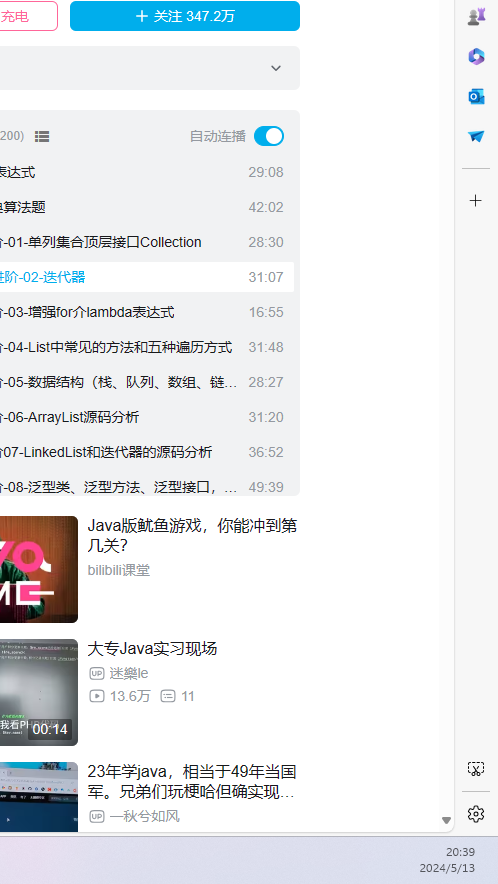 充电
+ 关注 347.2万
200)
自动连播
表达式 29:08
算法题 42:02
-01-单列集合顶层接口Collection 28:30
进阶-02-迭代器 31:07
-03-增强for介lambda表达式 16:55
-04-List中常见的方法和五种遍历方式 31:48
-05-数据结构（栈、队列、数组、链… 28:27
-06-ArrayList源码分析 31:20
07-LinkedList和迭代器的源码分析 36:52
-08-泛型类、泛型方法、泛型接口，… 49:39
Java版鱿鱼游戏，你能冲到第
几关？
bilibili课堂
大专Java实习现场
UP 迷樂le
13.6万 11
我看PH
00:14
23年学java，相当于49年当国
军。兄弟们玩梗哈但确实现…
UP 一秋兮如风
20:39
2024/5/13